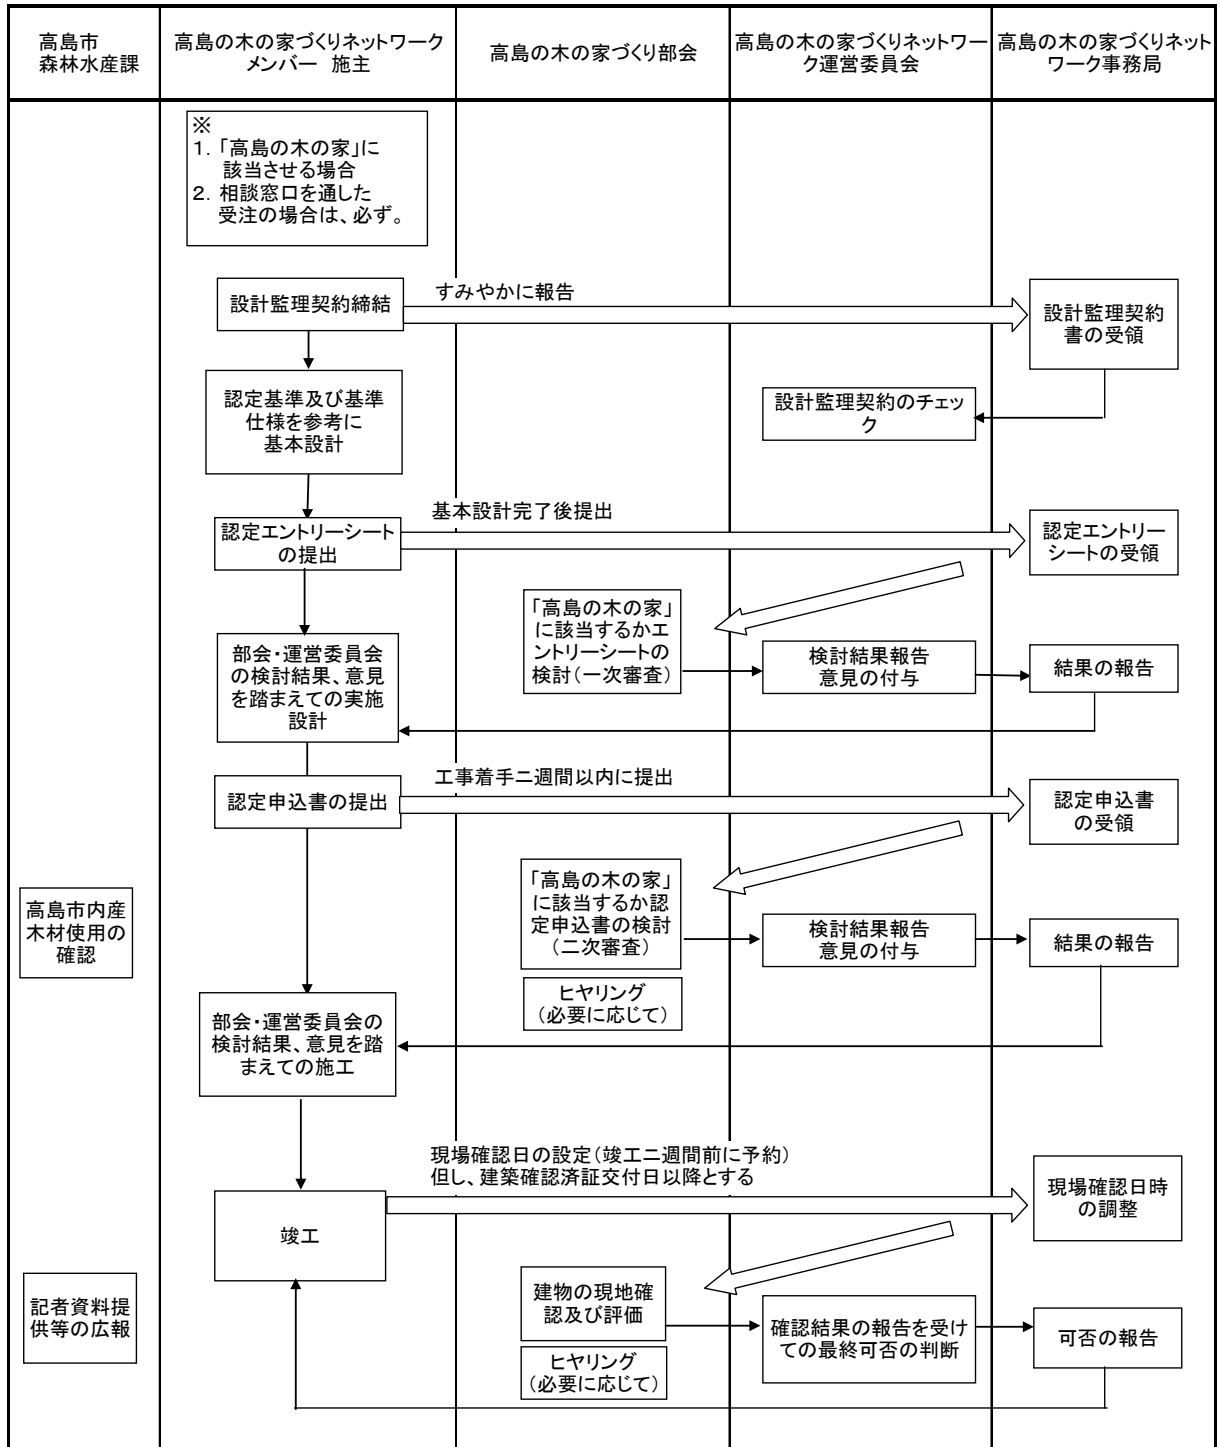 高島市
森林水産課
高島の木の家づくりネットワーク
メンバー 施主
高島の木の家づくり部会
高島の木の家づくりネットワー
ク運営委員会
高島の木の家づくりネット
ワーク事務局
※
1. 「高島の木の家」に
該当させる場合
2. 相談窓口を通した
受注の場合は、必ず。
設計監理契約締結
すみやかに報告
設計監理契約
書の受領
認定基準及び基準
仕様を参考に
基本設計
設計監理契約のチェッ
ク
認定エントリーシート
の提出
基本設計完了後提出
認定エントリー
シートの受領
「高島の木の家」
に該当するかエ
ントリーシートの
検討(一次審査)
検討結果報告
意見の付与
結果の報告
部会・運営委員会
の検討結果、意見
を踏まえての実施
設計
認定申込書の提出
工事着手二週間以内に提出
認定申込書
の受領
高島市内産
木材使用の
確認
「高島の木の家」
に該当するか認
定申込書の検討
(二次審査)
検討結果報告
意見の付与
結果の報告
ヒヤリング
(必要に応じて)
部会・運営委員会の
検討結果、意見を踏
まえての施工
現場確認日の設定(竣工二週間前に予約)
但し、建築確認済証交付日以降とする
竣工
現場確認日時
の調整
記者資料提
供等の広報
建物の現地確
認及び評価
確認結果の報告を受け
ての最終可否の判断
可否の報告
ヒヤリング
(必要に応じて)